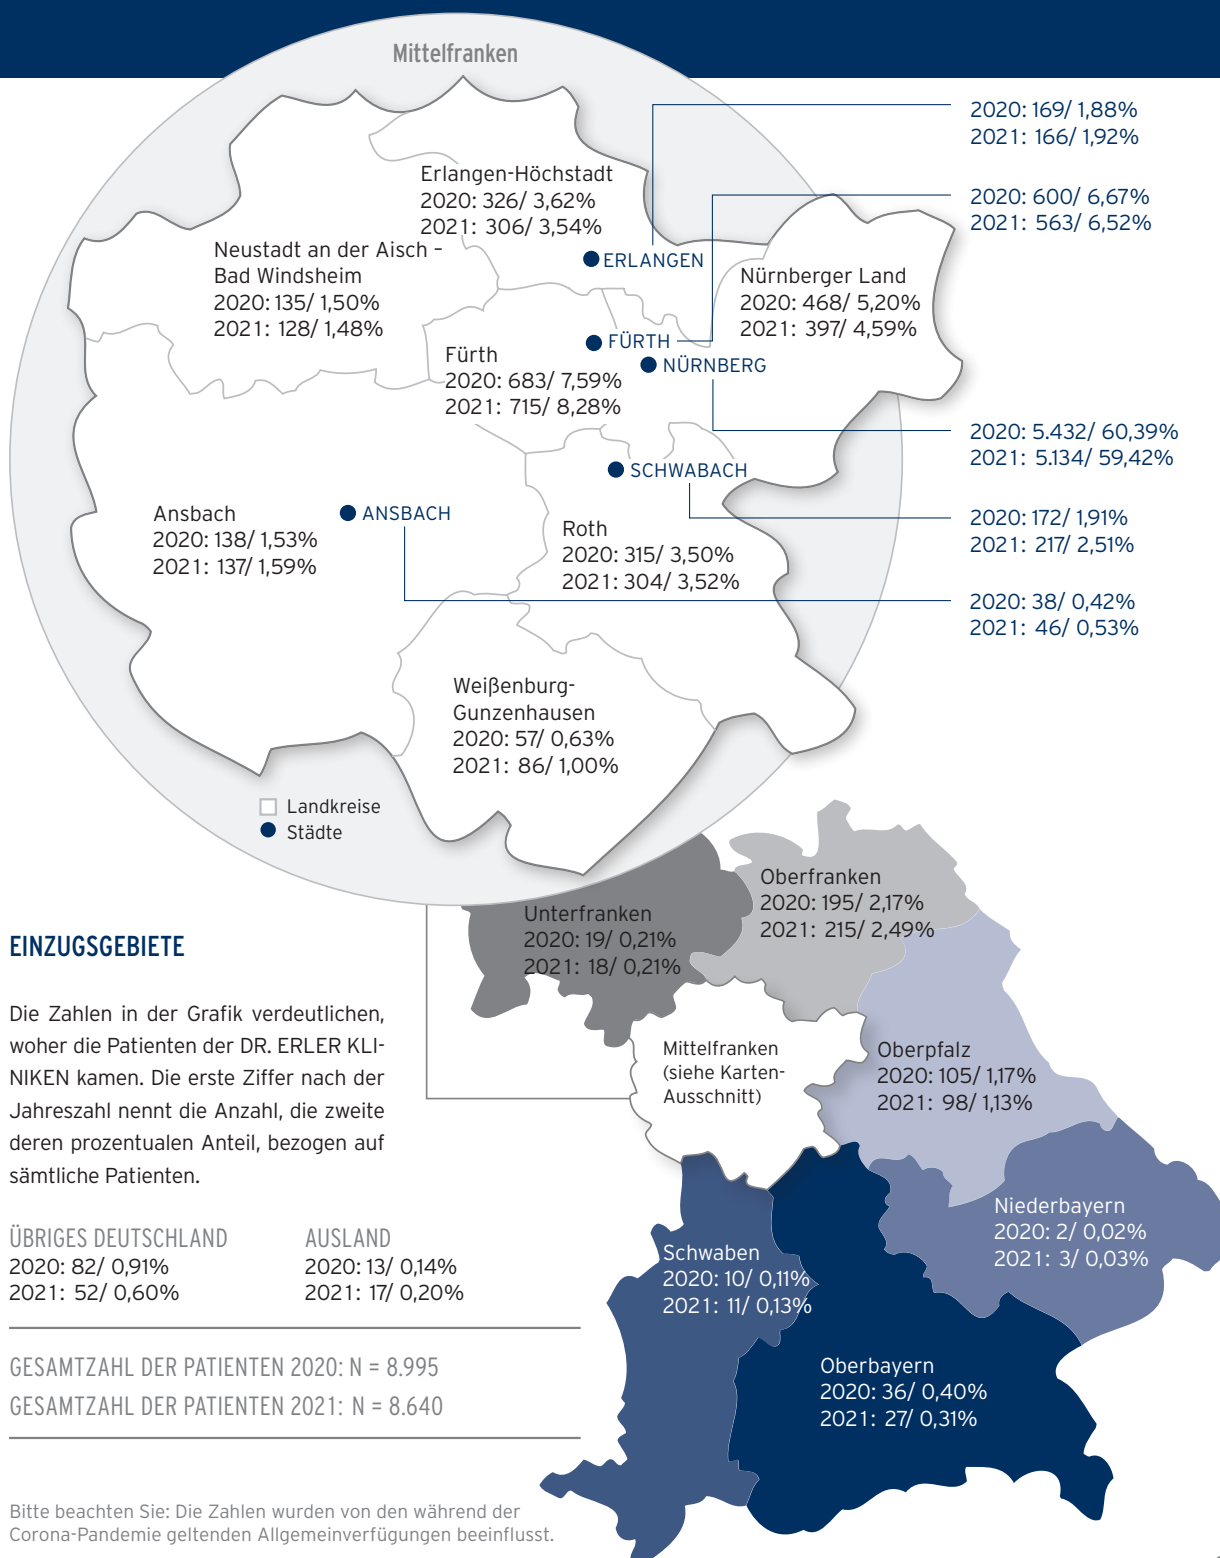 Mittelfranken
2020: 169/ 1,88%
2021: 166/ 1,92%
Erlangen-Höchstadt
2020: 326/ 3,62%
2021: 306/ 3,54%
2020: 600/ 6,67%
2021: 563/ 6,52%
Neustadt an der Aisch –
Bad Windsheim
2020: 135/ 1,50%
2021: 128/ 1,48%
ERLANGEN
Nürnberger Land
2020: 468/ 5,20%
2021: 397/ 4,59%
FÜRTH
NÜRNBERG
Fürth
2020: 683/ 7,59%
2021: 715/ 8,28%
2020: 5.432/ 60,39%
2021: 5.134/ 59,42%
SCHWABACH
Ansbach
2020: 138/ 1,53%
2021: 137/ 1,59%
ANSBACH
Roth
2020: 315/ 3,50%
2021: 304/ 3,52%
2020: 172/ 1,91%
2021: 217/ 2,51%
2020: 38/ 0,42%
2021: 46/ 0,53%
Weißenburg-
Gunzenhausen
2020: 57/ 0,63%
2021: 86/ 1,00%
Landkreise
Städte
Oberfranken
2020: 195/ 2,17%
2021: 215/ 2,49%
Unterfranken
2020: 19/ 0,21%
2021: 18/ 0,21%
EINZUGSGEBIETE
Die Zahlen in der Grafik verdeutlichen,
woher die Patienten der DR. ERLER KLI-
NIKEN kamen. Die erste Ziffer nach der
Jahreszahl nennt die Anzahl, die zweite
deren prozentualen Anteil, bezogen auf
sämtliche Patienten.
Mittelfranken
(siehe Karten-
Ausschnitt)
Oberpfalz
2020: 105/ 1,17%
2021: 98/ 1,13%
Niederbayern
2020: 2/ 0,02%
2021: 3/ 0,03%
ÜBRIGES DEUTSCHLAND
2020: 82/ 0,91%
2021: 52/ 0,60%
AUSLAND
2020: 13/ 0,14%
2021: 17/ 0,20%
Schwaben
2020: 10/ 0,11%
2021: 11/ 0,13%
GESAMTZAHL DER PATIENTEN 2020: N = 8.995
GESAMTZAHL DER PATIENTEN 2021: N = 8.640
Oberbayern
2020: 36/ 0,40%
2021: 27/ 0,31%
Bitte beachten Sie: Die Zahlen wurden von den während der
Corona-Pandemie geltenden Allgemeinverfügungen beeinflusst.